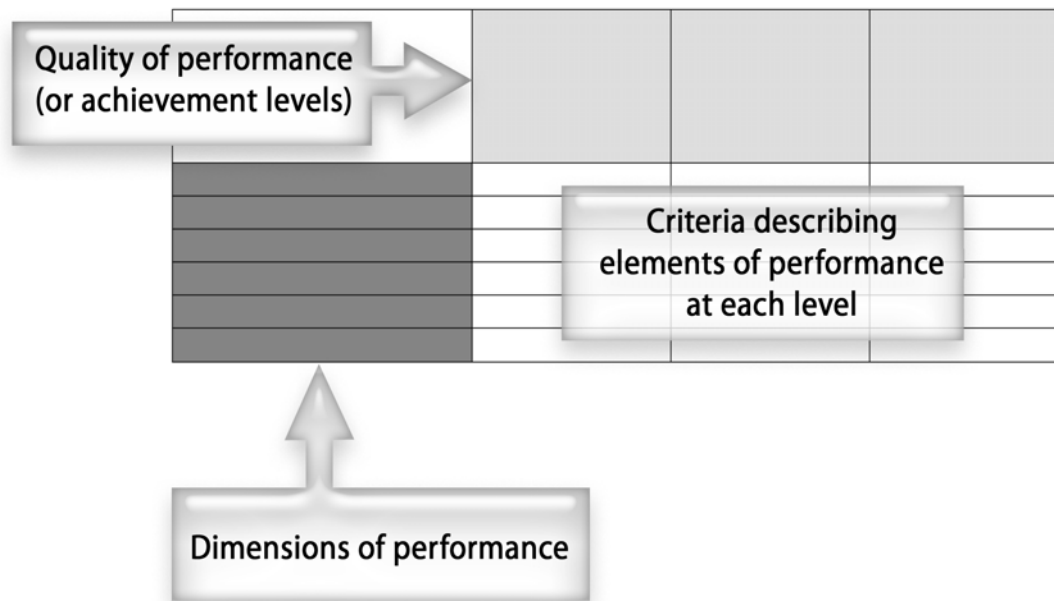 Quality of performance
(or achievement levels)
Criteria describing
elements of performance
at each level
Dimensions of performance